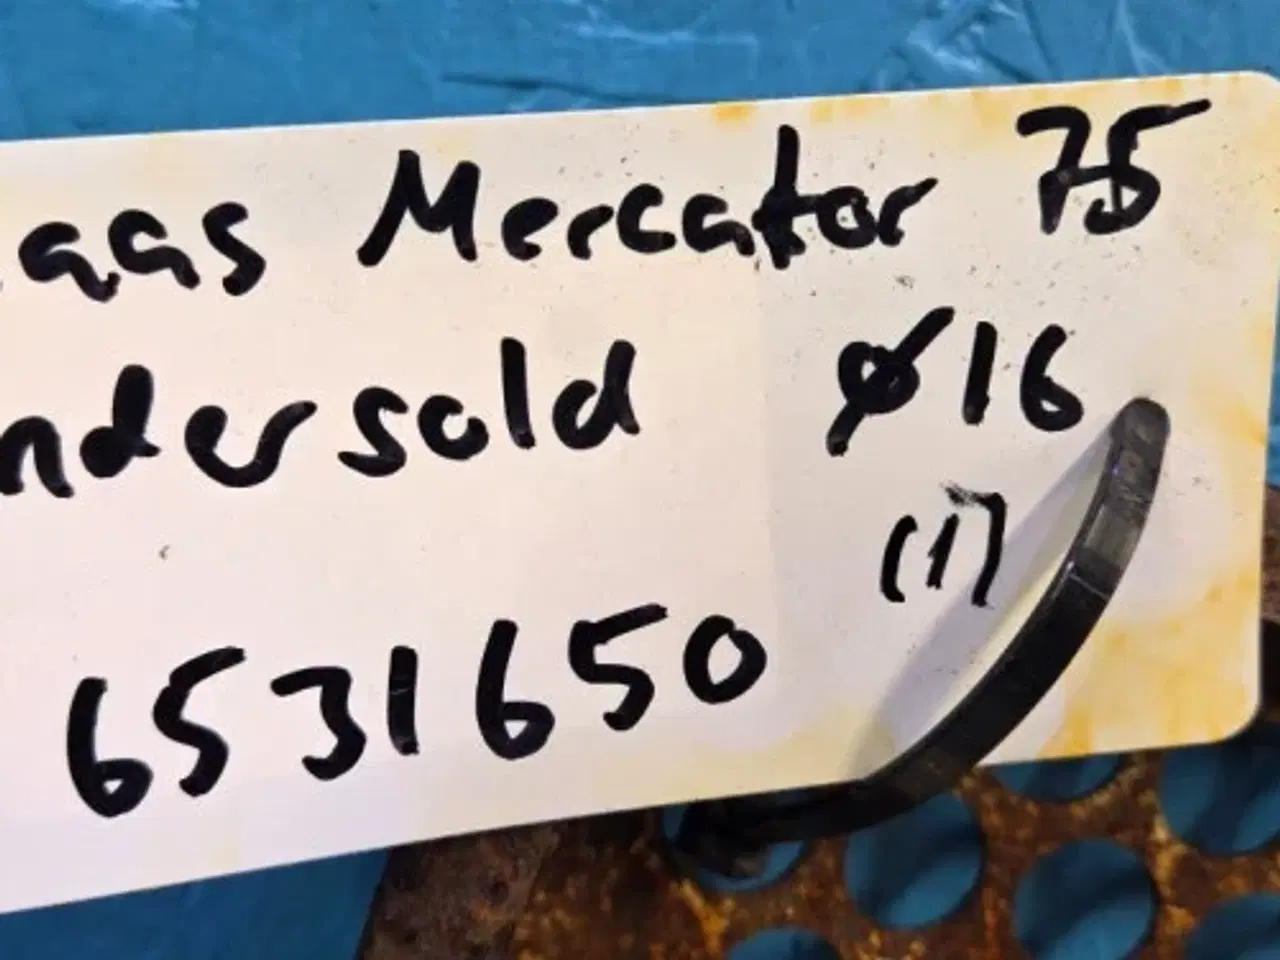 aas Mercator 75
ndersold ø16
(1)
6531650